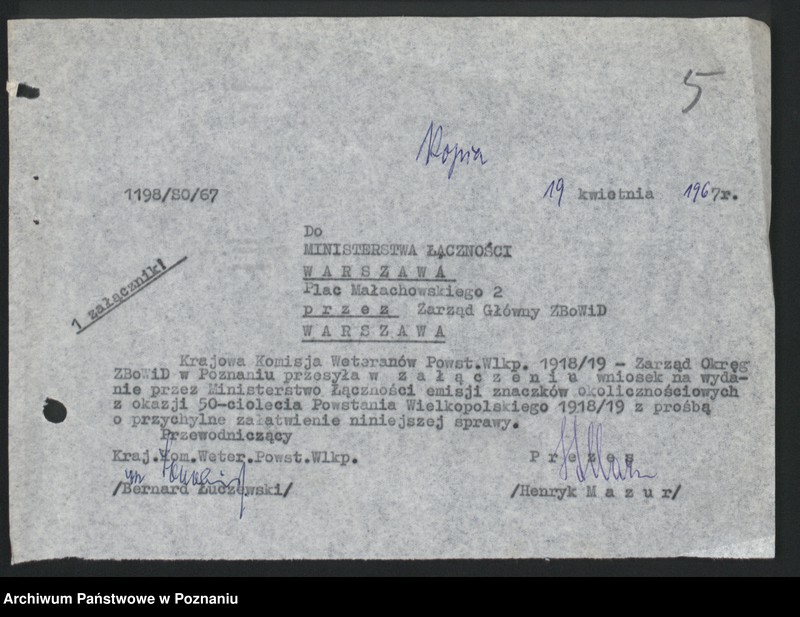 5
Kopia
1198/SO/67
19 kwietnia 1967r.
Do
MINISTERSTWA ŁĄCZNOŚCI
W A R S Z A W A
Plac Małachowskiego 2
p r z e z Zarząd Główny ZBoWiD
W A R S Z A W A
1 załącznik!
Krajowa Komisja Weteranów Powst.Wlkp. 1918/19 - Zarząd Okręg
ZBoWiD w Poznaniu przesyła w z a ł ą c z e n i u wniosek na wyda-
nie przez Ministerstwo Łączności emisji znaczków okolicznościowych
z okazji 50-ciolecia Powstania Wielkopolskiego 1918/19 z prośbą
o przychylne załatwienie niniejszej sprawy.
Przewodniczący
Kraj.Kom.Weter.Powst.Wlkp.
P r e z e s
/Bernard Łuczewski/
/Henryk M a z u r/
Archiwum Państwowe w Poznaniu